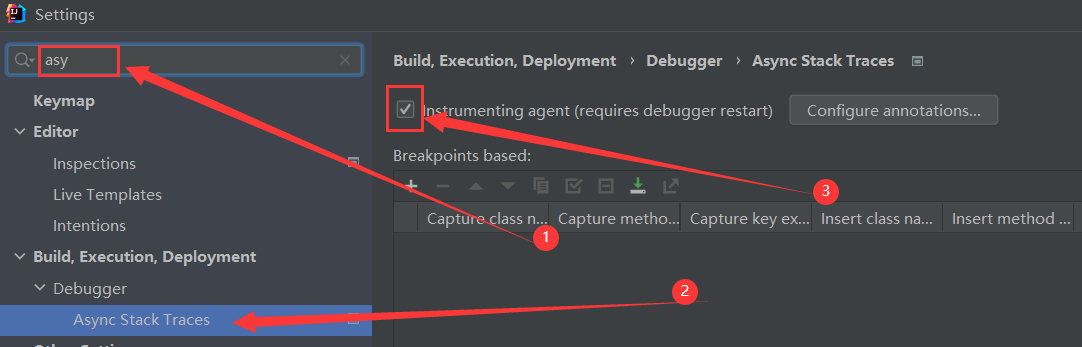 Settings
asy
Keymap
Editor
Inspections
Live Templates
Intentions
Build, Execution, Deployment
Debugger
Async Stack Traces
Build, Execution, Deployment › Debugger › Async Stack Traces
Instrumenting agent (requires debugger restart) Configure annotations...
Breakpoints based:
Capture class n... Capture metho... Capture key ex... Insert class na... Insert method ...
1
2
3